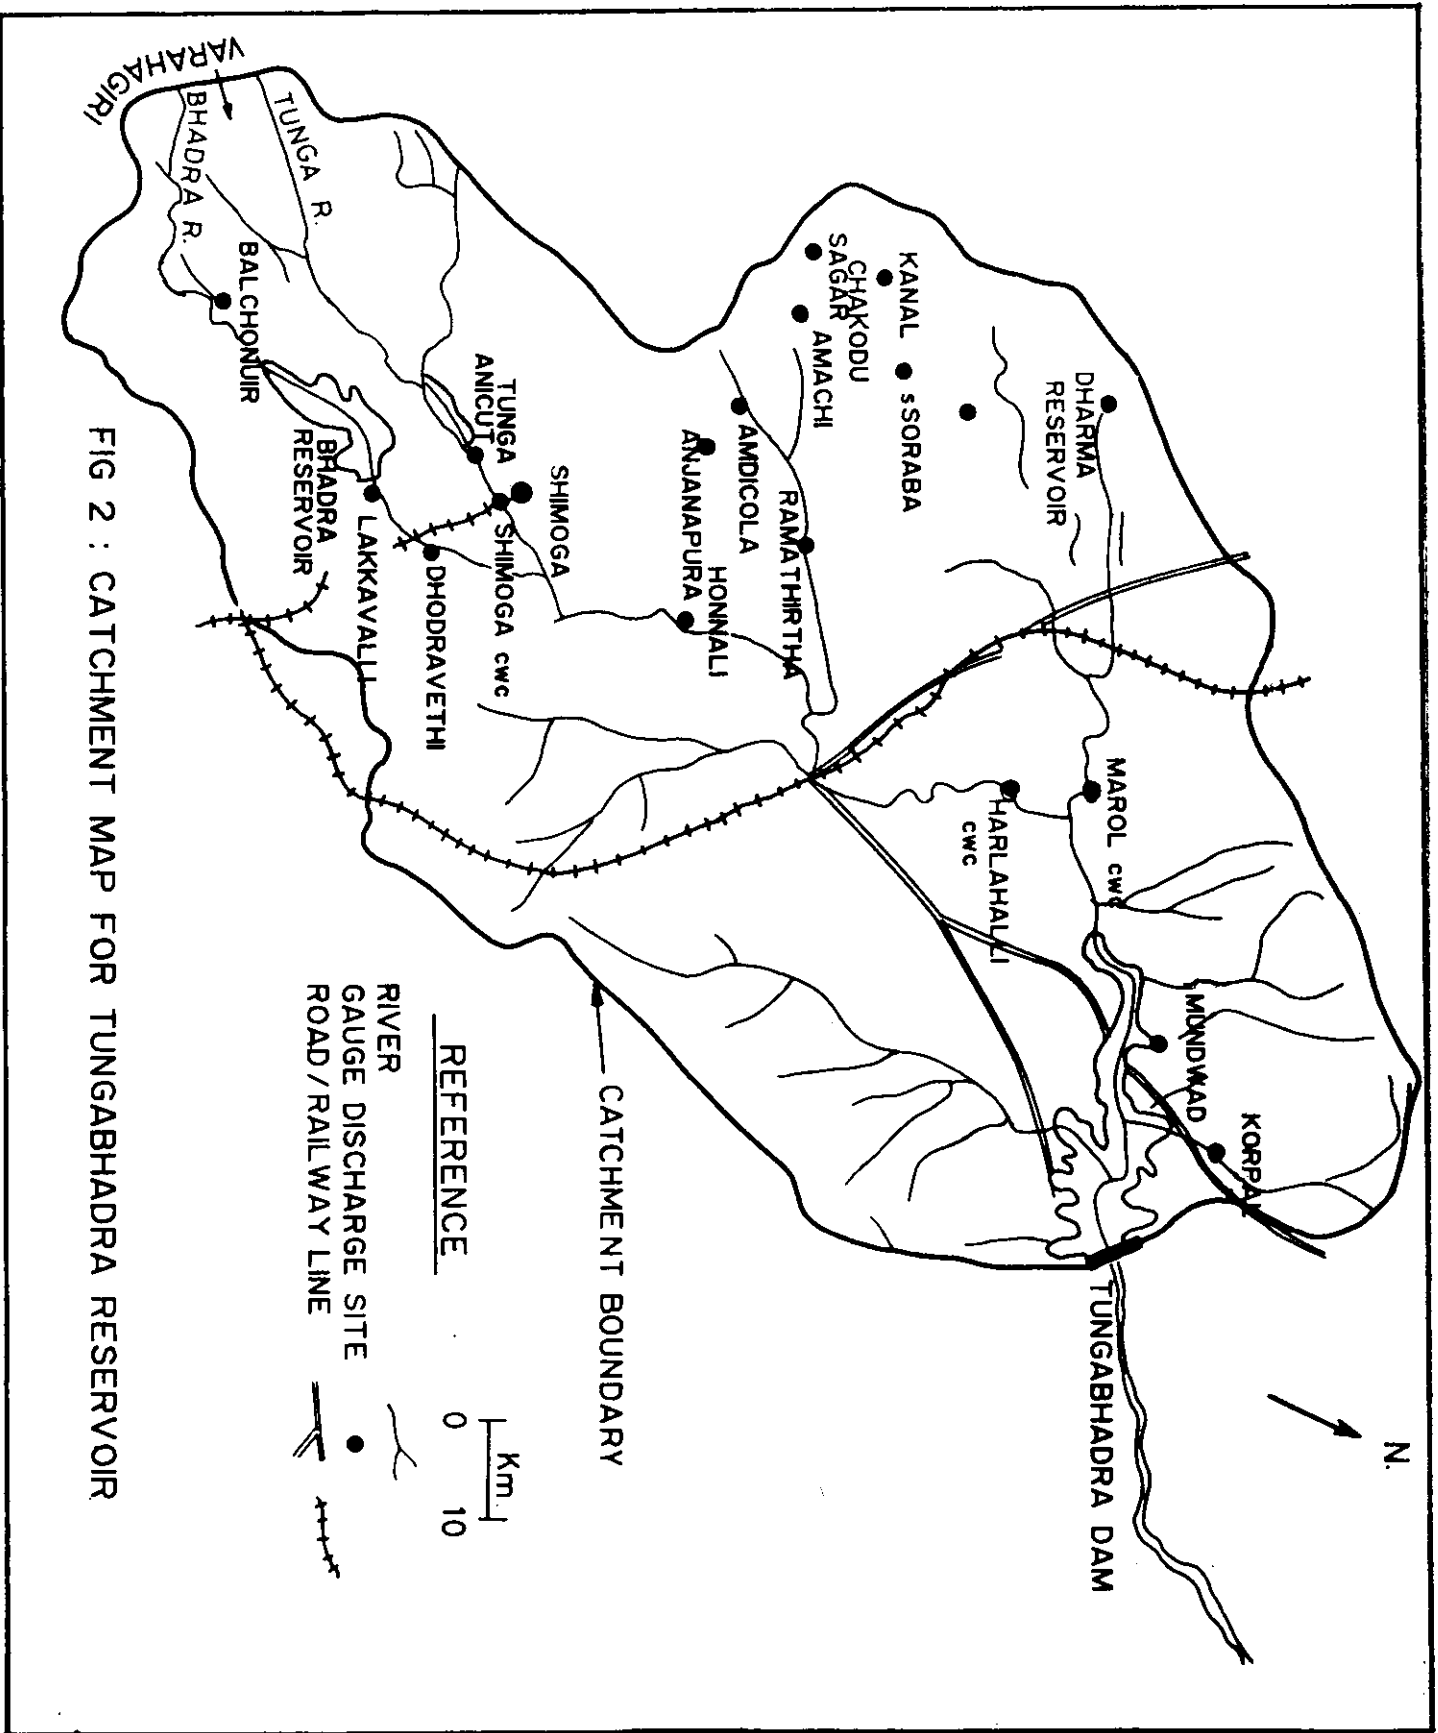 N.
TUNGABHADRA DAM
KORPAL
MUNDWAD
MAROL CWC
HARLAHALLI
CWC
DHARMA
RESERVOIR
sSORABA
KANAL
CHAKODU
SAGAR
AMACHI
RAMATHIRTHA
AMDICOLA
ANJANAPURA
HONNALI
SHIMOGA
SHIMOGA CWC
TUNGA
ANICUT
DHODRAVETHI
LAKKAVALLI
BHADRA
RESERVOIR
BALCHONUIR
TUNGA R.
BHADRA R.
VARAHAGIRI
CATCHMENT BOUNDARY
Km
0 10
REFERENCE
RIVER
GAUGE DISCHARGE SITE
ROAD/RAILWAY LINE
FIG 2 : CATCHMENT MAP FOR TUNGABHADRA RESERVOIR